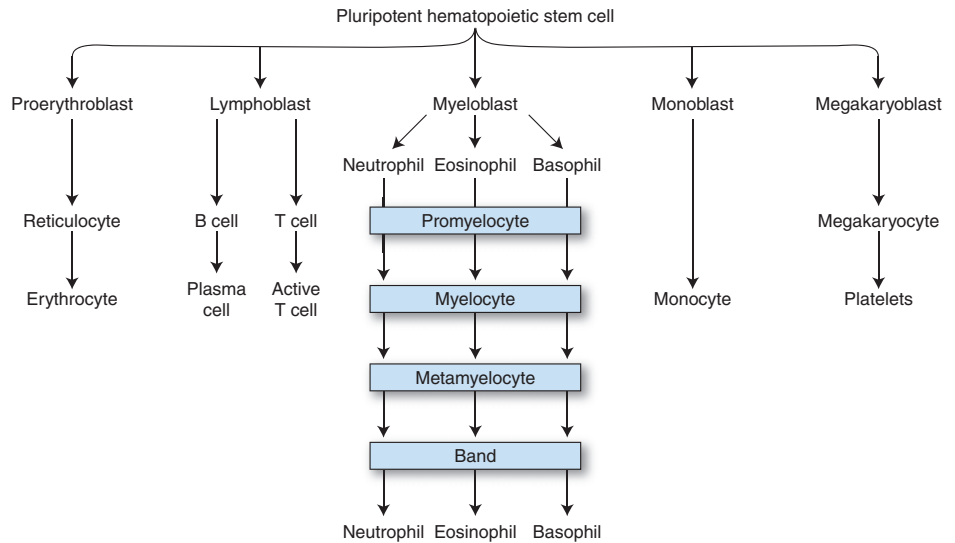 Pluripotent hematopoietic stem cell
Proerythroblast
Lymphoblast
Myeloblast
Monoblast
Megakaryoblast
Neutrophil
Eosinophil
Basophil
Reticulocyte
B cell
T cell
Promyelocyte
Megakaryocyte
Erythrocyte
Plasma
cell
Active
T cell
Myelocyte
Monocyte
Platelets
Metamyelocyte
Band
Neutrophil
Eosinophil
Basophil